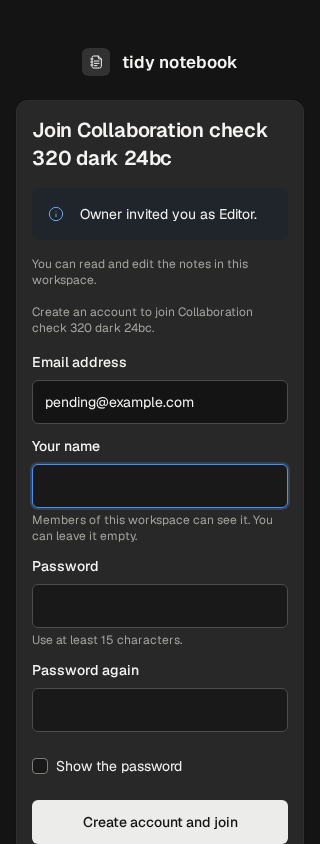 tidy notebook
Join Collaboration check
320 dark 24bc
Owner invited you as Editor.
You can read and edit the notes in this
workspace.
Create an account to join Collaboration
check 320 dark 24bc.
Email address
pending@example.com
Your name
Members of this workspace can see it. You
can leave it empty.
Password
Use at least 15 characters.
Password again
Show the password
Create account and join